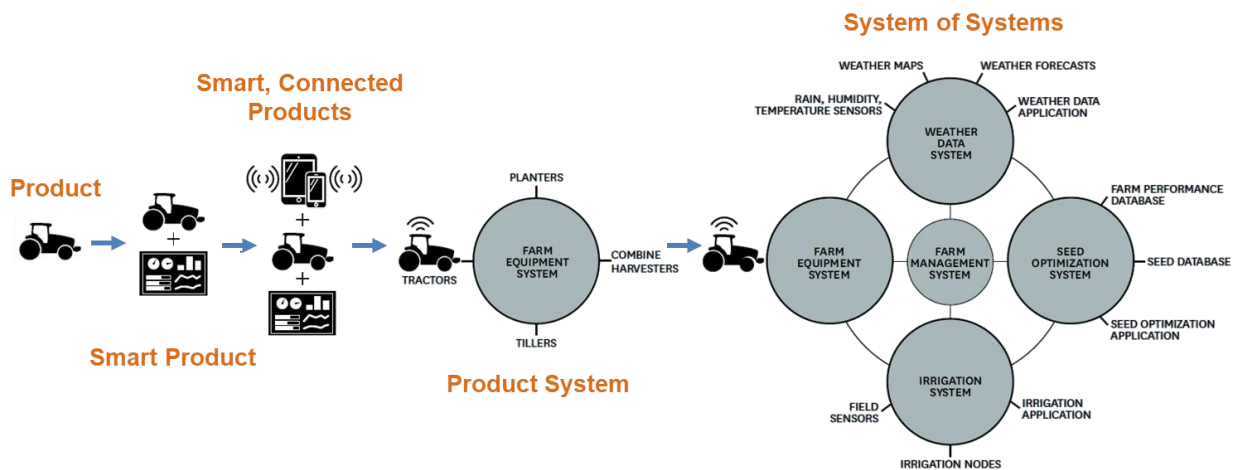 Product
Smart Product
Smart, Connected
Products
TRACTORS
PLANTERS
FARM
EQUIPMENT
SYSTEM
COMBINE
HARVESTERS
TILLERS
Product System
System of Systems
WEATHER MAPS
WEATHER FORECASTS
RAIN, HUMIDITY,
TEMPERATURE SENSORS
WEATHER DATA
APPLICATION
WEATHER
DATA
SYSTEM
FARM
EQUIPMENT
SYSTEM
FARM
MANAGEMENT
SYSTEM
SEED
OPTIMIZATION
SYSTEM
FARM PERFORMANCE
DATABASE
SEED DATABASE
SEED OPTIMIZATION
APPLICATION
IRRIGATION
SYSTEM
FIELD
SENSORS
IRRIGATION
APPLICATION
IRRIGATION NODES